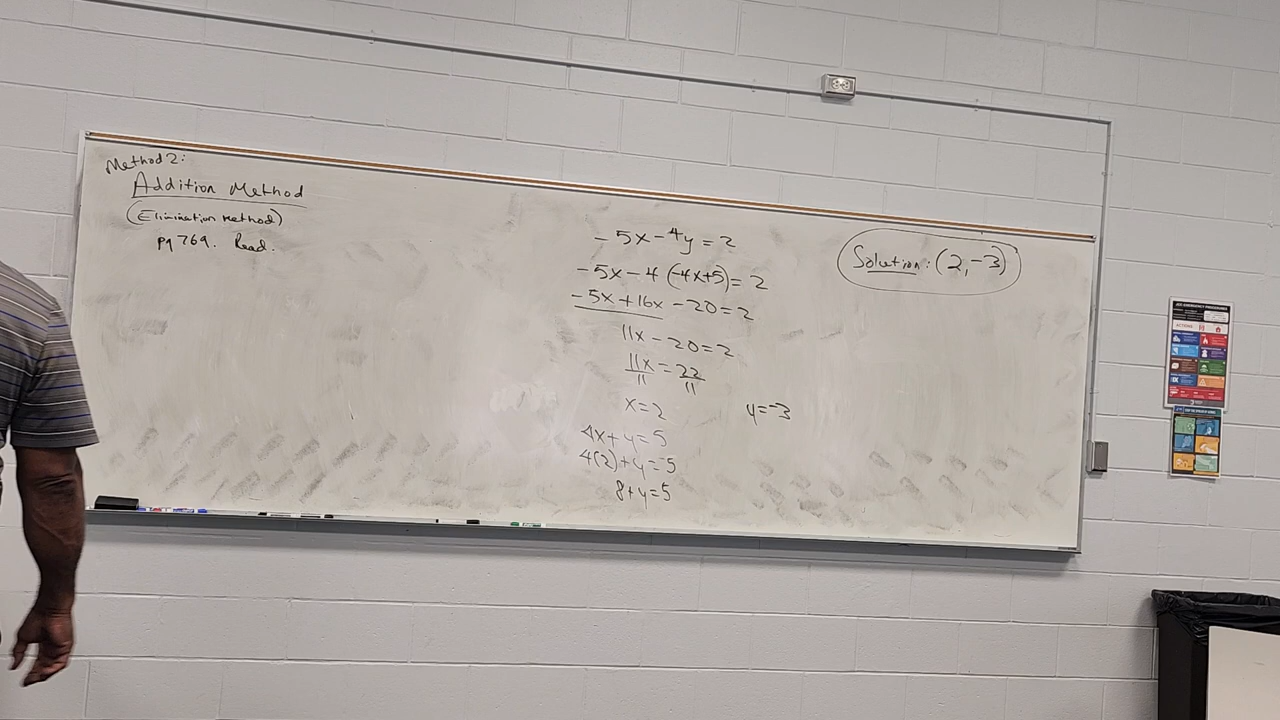 Method 2:
Addition Method
(Elimination Method)
pg 769. Read.
-5x-4y=2
-5x-4(-4x+5)=2
-5x+16x-20=2
11x-20=2
11x=22
11 11
x=2
y=-3
4x+y=5
4(2)+y=5
8+y=5
Solution: (2,-3)